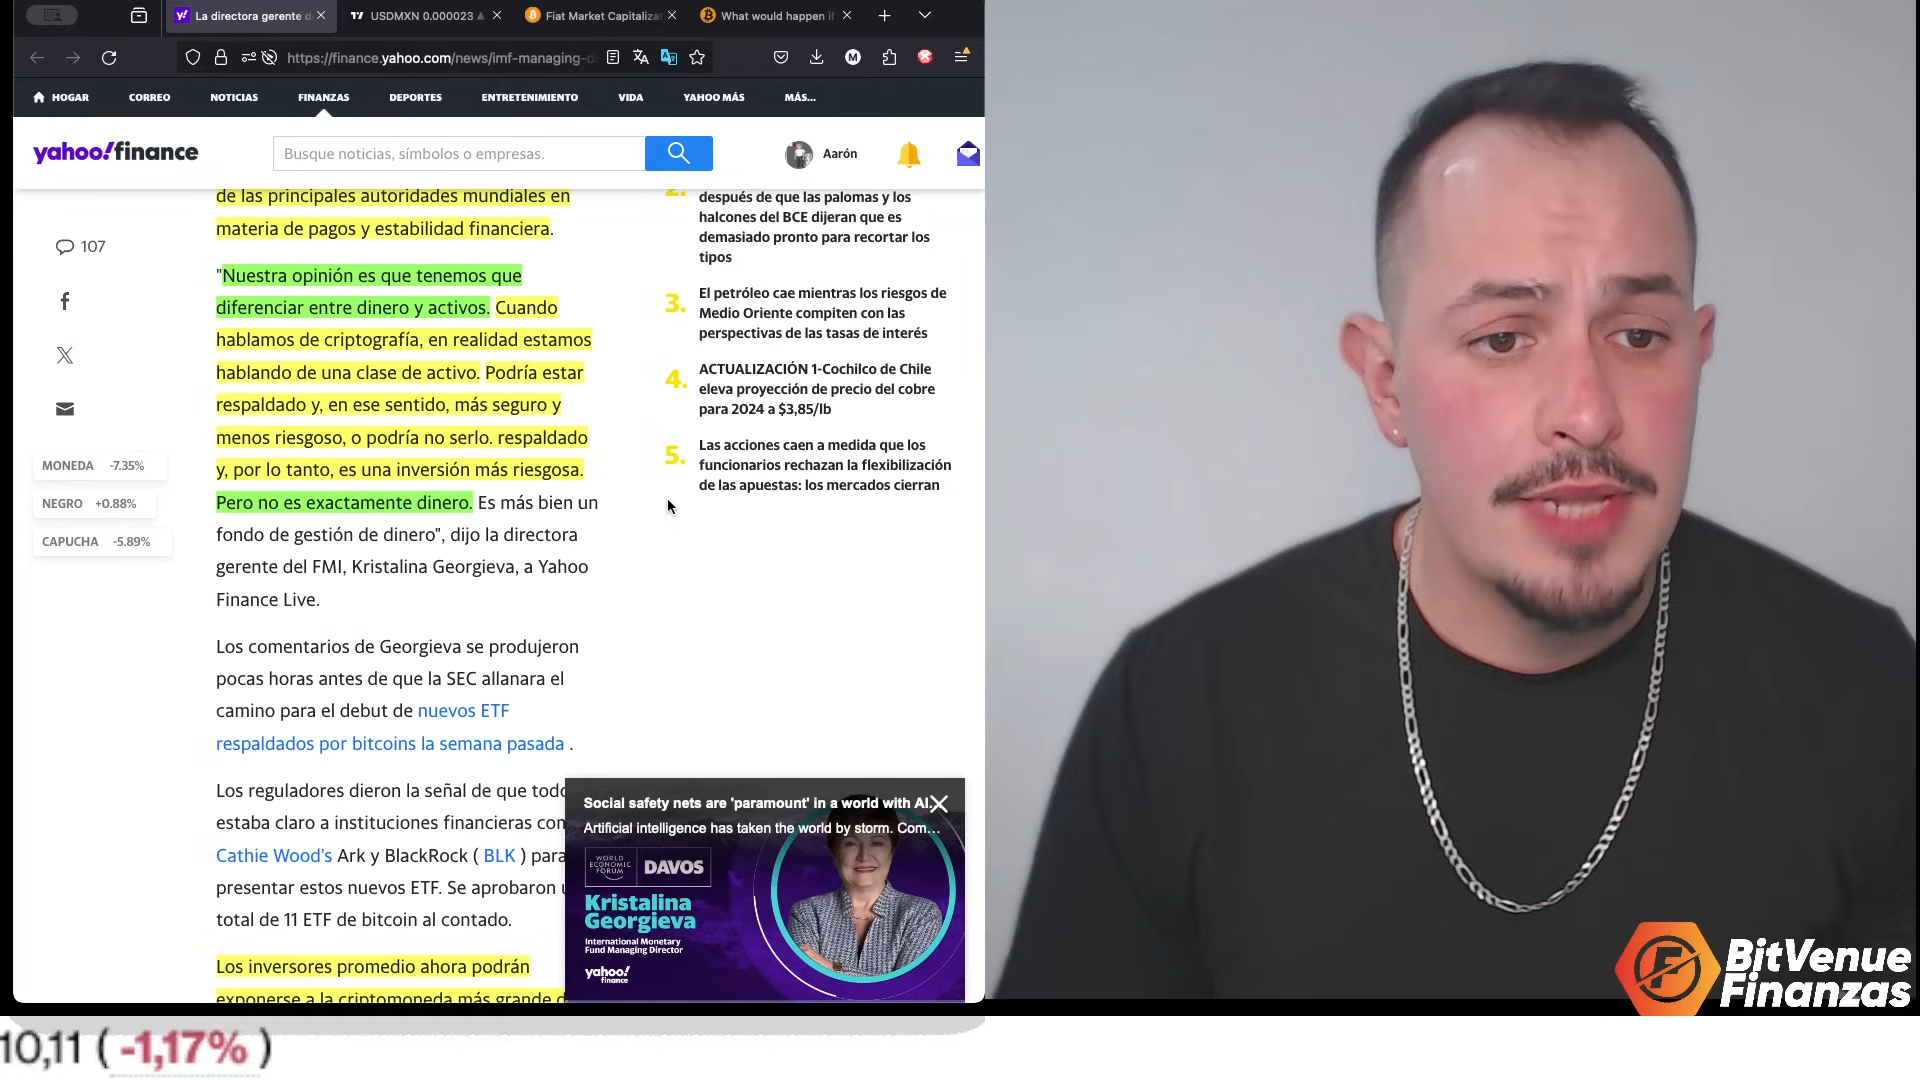 La directora gerente d
USDMXN 0.000023
Fiat Market Capitaliza
What would happen if
https://finance.yahoo.com/news/imf-managing-d
HOGAR
CORREO
NOTICIAS
FINANZAS
DEPORTES
ENTRETENIMIENTO
VIDA
YAHOO MÁS
MÁS...
yahoo!finance
Busque noticias, símbolos o empresas.
Aarón
107
MONEDA -7.35%
NEGRO +0.88%
CAPUCHA -5.89%
de las principales autoridades mundiales en
materia de pagos y estabilidad financiera.
"Nuestra opinión es que tenemos que
diferenciar entre dinero y activos. Cuando
hablamos de criptografía, en realidad estamos
hablando de una clase de activo. Podría estar
respaldado y, en ese sentido, más seguro y
menos riesgoso, o podría no serlo. respaldado
y, por lo tanto, es una inversión más riesgosa.
Pero no es exactamente dinero. Es más bien un
fondo de gestión de dinero", dijo la directora
gerente del FMI, Kristalina Georgieva, a Yahoo
Finance Live.
Los comentarios de Georgieva se produjeron
pocas horas antes de que la SEC allanara el
camino para el debut de nuevos ETF
respaldados por bitcoins la semana pasada .
Los reguladores dieron la señal de que todo
estaba claro a instituciones financieras com
Cathie Wood's Ark y BlackRock ( BLK ) para
presentar estos nuevos ETF. Se aprobaron u
total de 11 ETF de bitcoin al contado.
Los inversores promedio ahora podrán
exponerse a la criptomoneda más grande d
2.
después de que las palomas y los
halcones del BCE dijeran que es
demasiado pronto para recortar los
tipos
3.
El petróleo cae mientras los riesgos de
Medio Oriente compiten con las
perspectivas de las tasas de interés
4.
ACTUALIZACIÓN 1-Cochilco de Chile
eleva proyección de precio del cobre
para 2024 a $3,85/lb
5.
Las acciones caen a medida que los
funcionarios rechazan la flexibilización
de las apuestas: los mercados cierran
Social safety nets are 'paramount' in a world with AI,
Artificial intelligence has taken the world by storm. Com…
WORLD
ECONOMIC
FORUM
DAVOS
Kristalina
Georgieva
International Monetary
Fund Managing Director
yahoo!
finance
BitVenue
Finanzas
10,11 ( -1,17% )